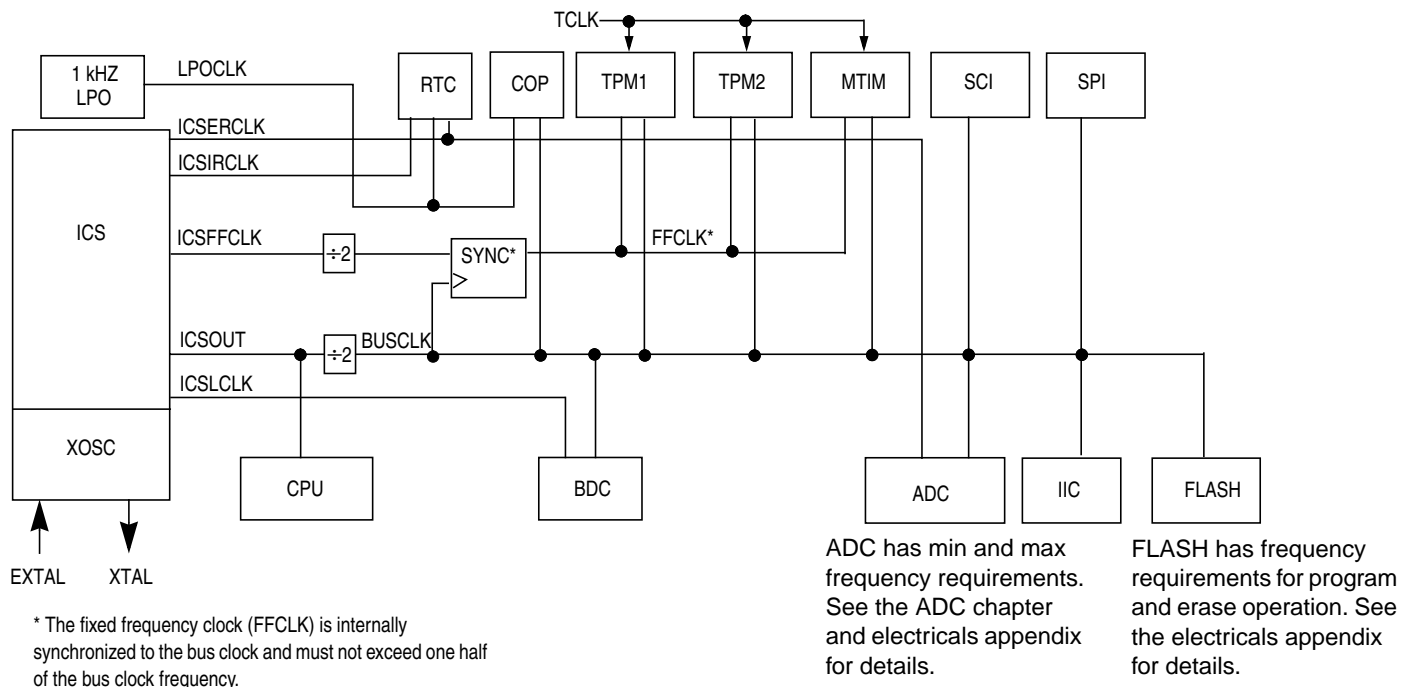 TCLK
1 kHZ
LPO
LPOCLK
RTC
COP
TPM1
TPM2
MTIM
SCI
SPI
ICSERCLK
ICSIRCLK
ICS
ICSFFCLK
÷2
SYNC*
FFCLK*
ICSOUT
÷2
BUSCLK
ICSLCLK
XOSC
CPU
BDC
ADC
IIC
FLASH
EXTAL
XTAL
ADC has min and max
frequency requirements.
See the ADC chapter
and electricals appendix
for details.
FLASH has frequency
requirements for program
and erase operation. See
the electricals appendix
for details.
* The fixed frequency clock (FFCLK) is internally
synchronized to the bus clock and must not exceed one half
of the bus clock frequency.